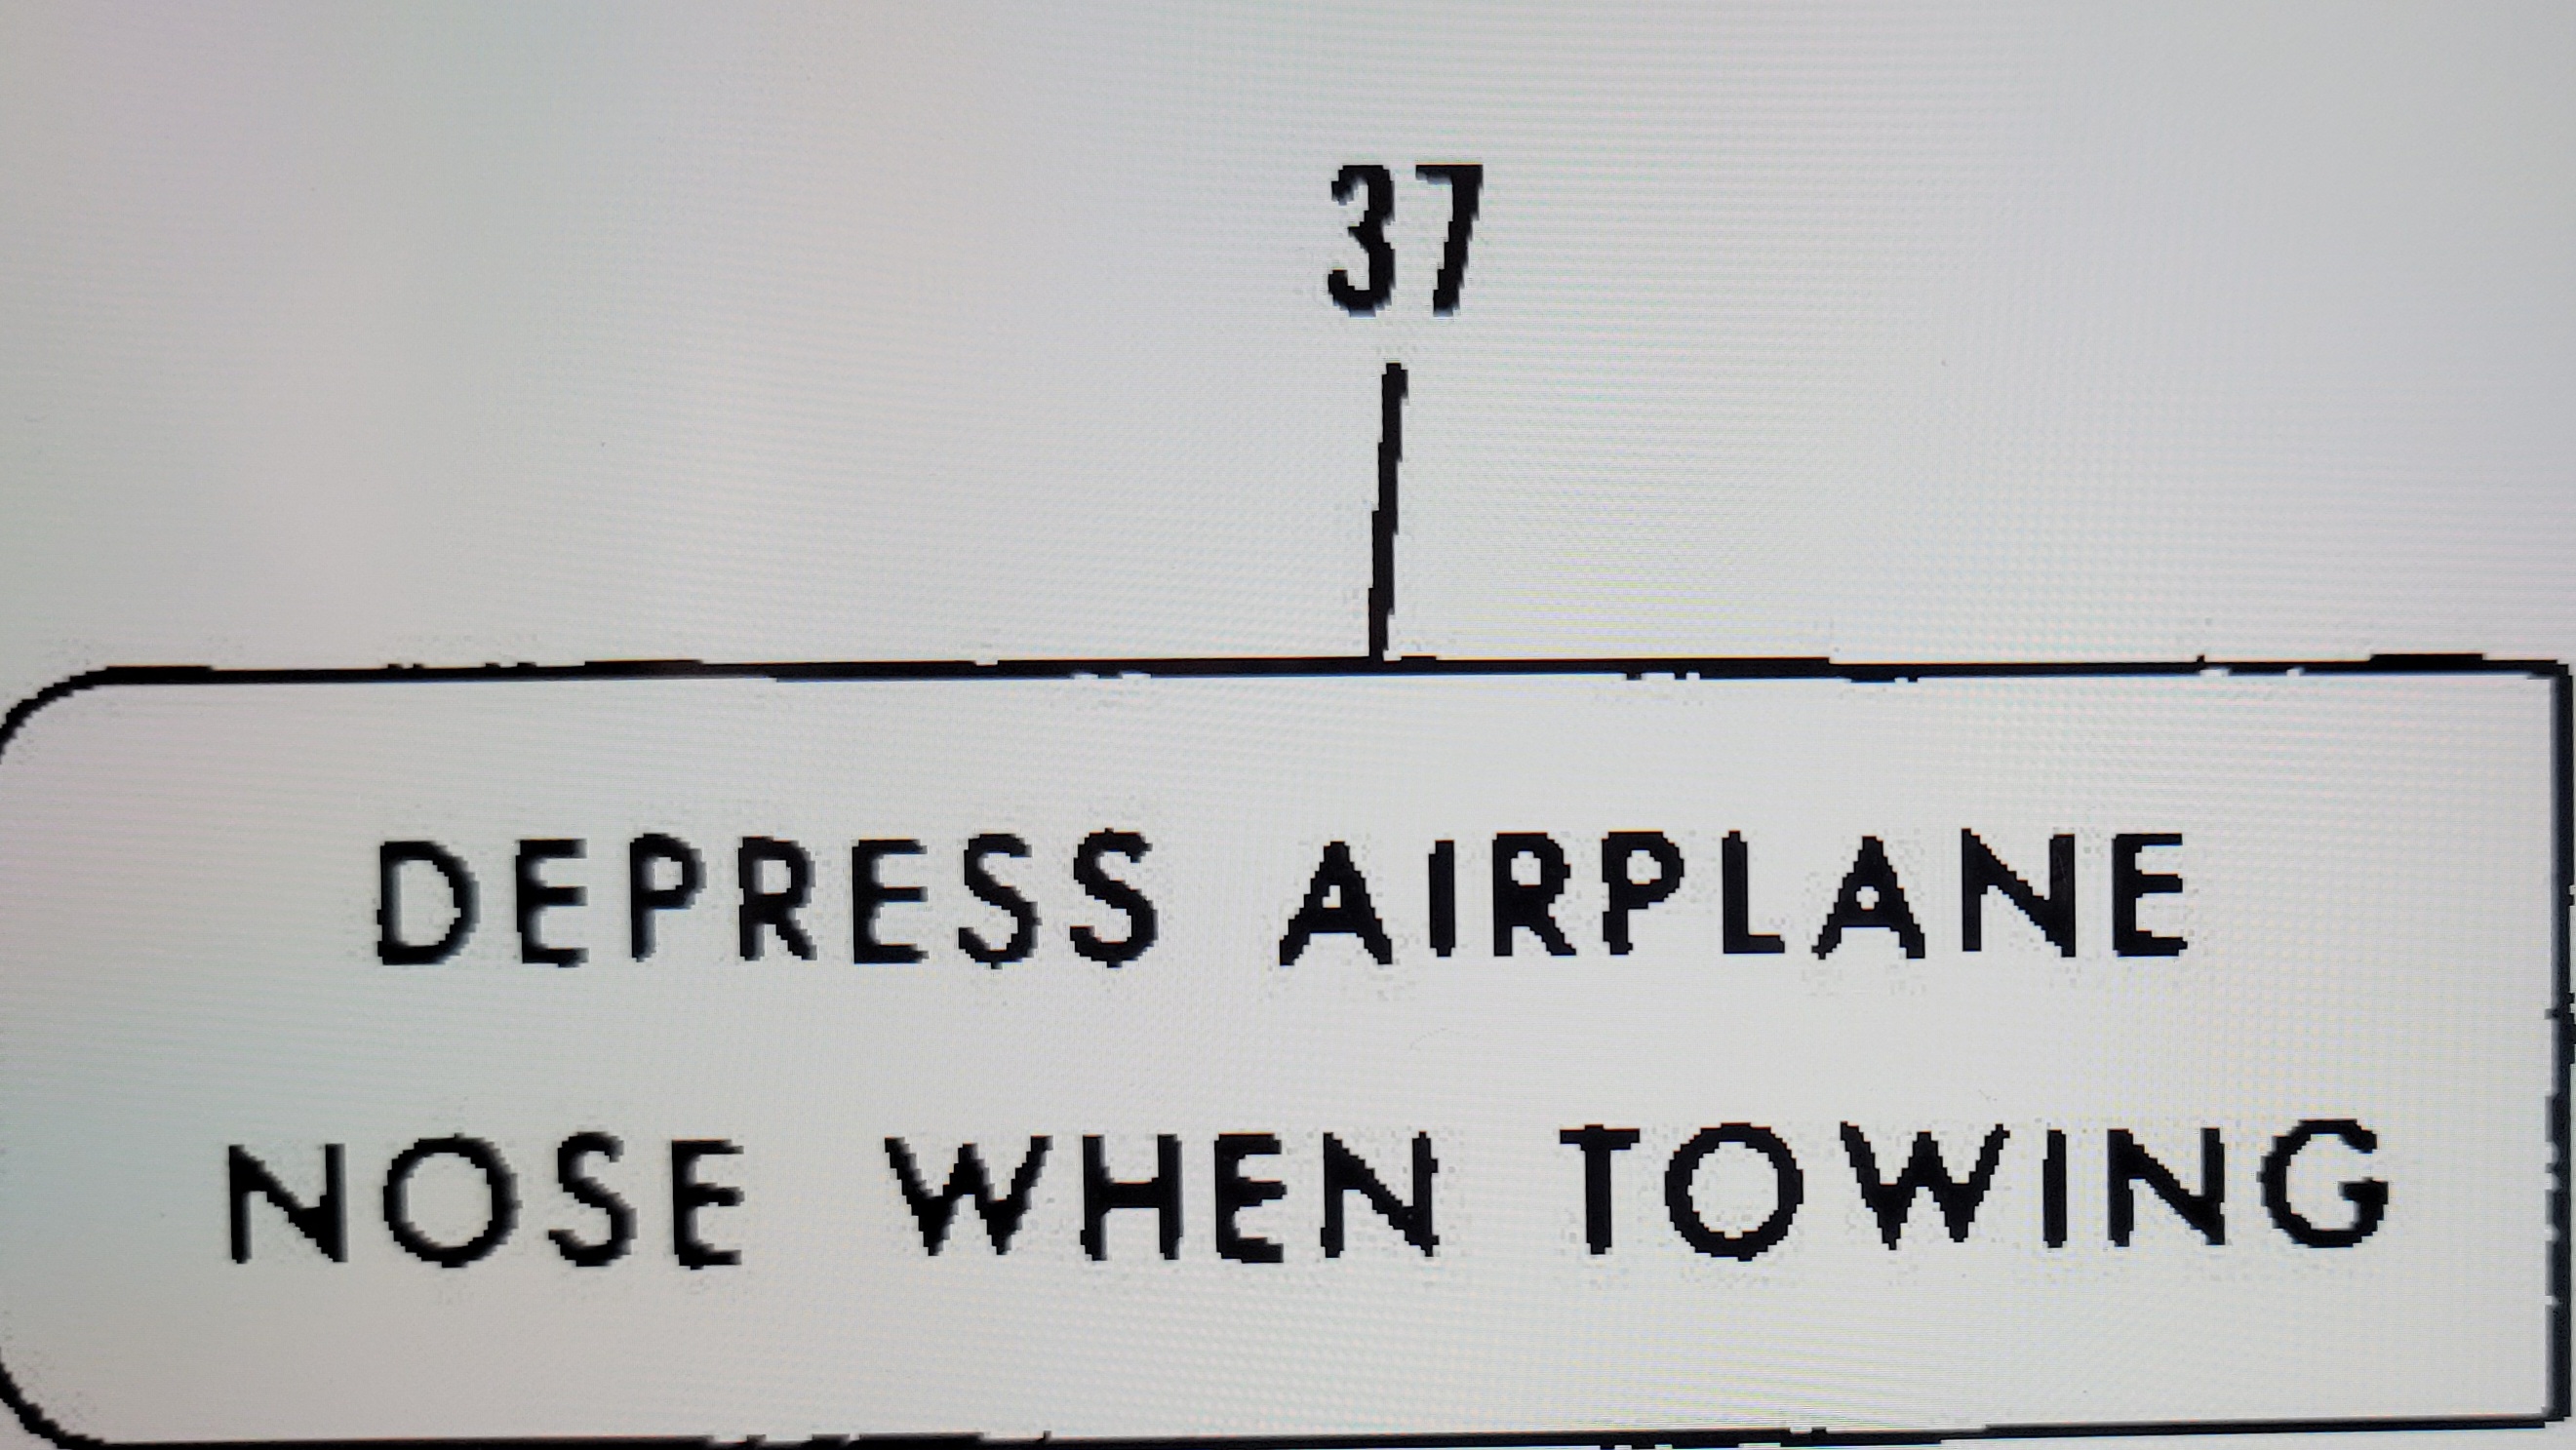 37
DEPRESS AIRPLANE
NOSE WHEN TOWING